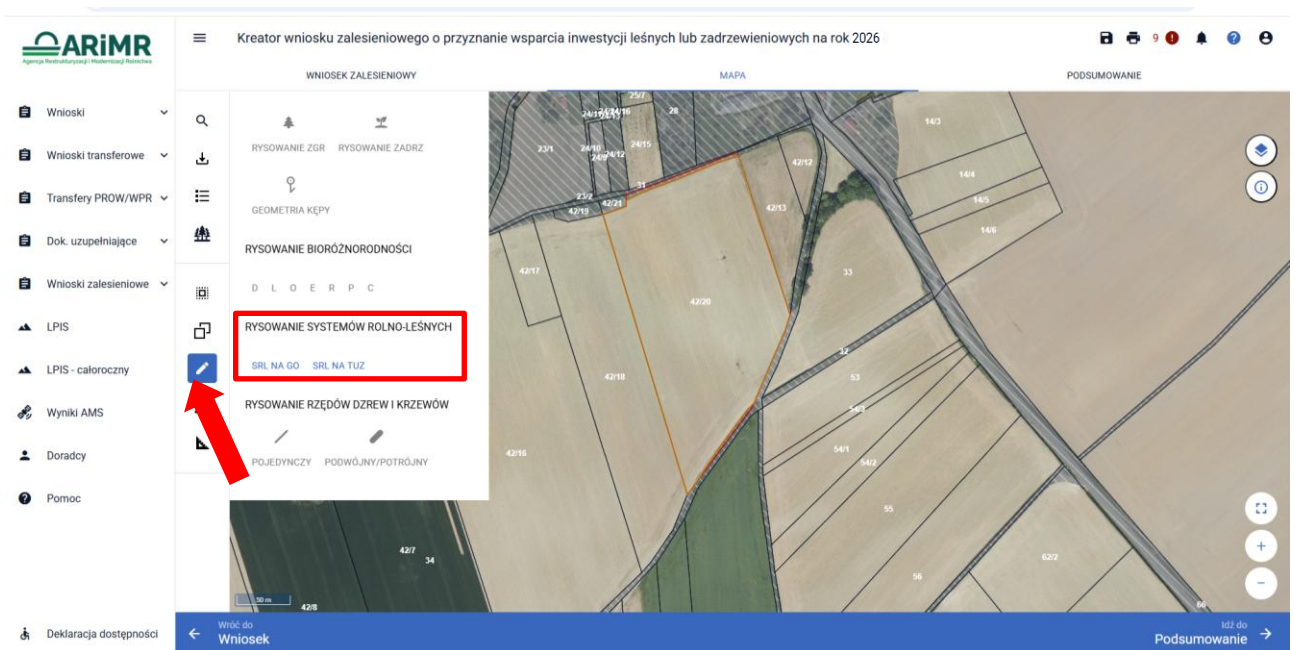 ARiMR
Agencja Restrukturyzacji i Modernizacji Rolnictwa
Kreator wniosku zalesieniowego o przyznanie wsparcia inwestycji leśnych lub zadrzewieniowych na rok 2026
9
WNIOSEK ZALESIENIOWY
MAPA
PODSUMOWANIE
Wnioski
Wnioski transferowe
Transfery PROW/WPR
Dok. uzupełniające
Wnioski zalesieniowe
LPIS
LPIS - całoroczny
Wyniki AMS
Doradcy
Pomoc
Deklaracja dostępności
RYSOWANIE ZGR RYSOWANIE ZADRZ
GEOMETRIA KĘPY
RYSOWANIE BIORÓŻNORODNOŚCI
D L O E R P C
RYSOWANIE SYSTEMÓW ROLNO-LEŚNYCH
SRL NA GO SRL NA TUZ
RYSOWANIE RZĘDÓW DRZEW I KRZEWÓW
POJEDYNCZY PODWÓJNY/POTRÓJNY
25/7
28
23/1
24/10
24/12
24/15
31
23/2
42/19
42/21
42/12
42/13
14/3
14/4
14/5
14/6
42/17
42/20
33
32
42/18
53
54/3
42/16
54/1
54/2
55
42/7
34
56
62/2
66
50 m
42/8
Wróć do
Wniosek
Idź do
Podsumowanie